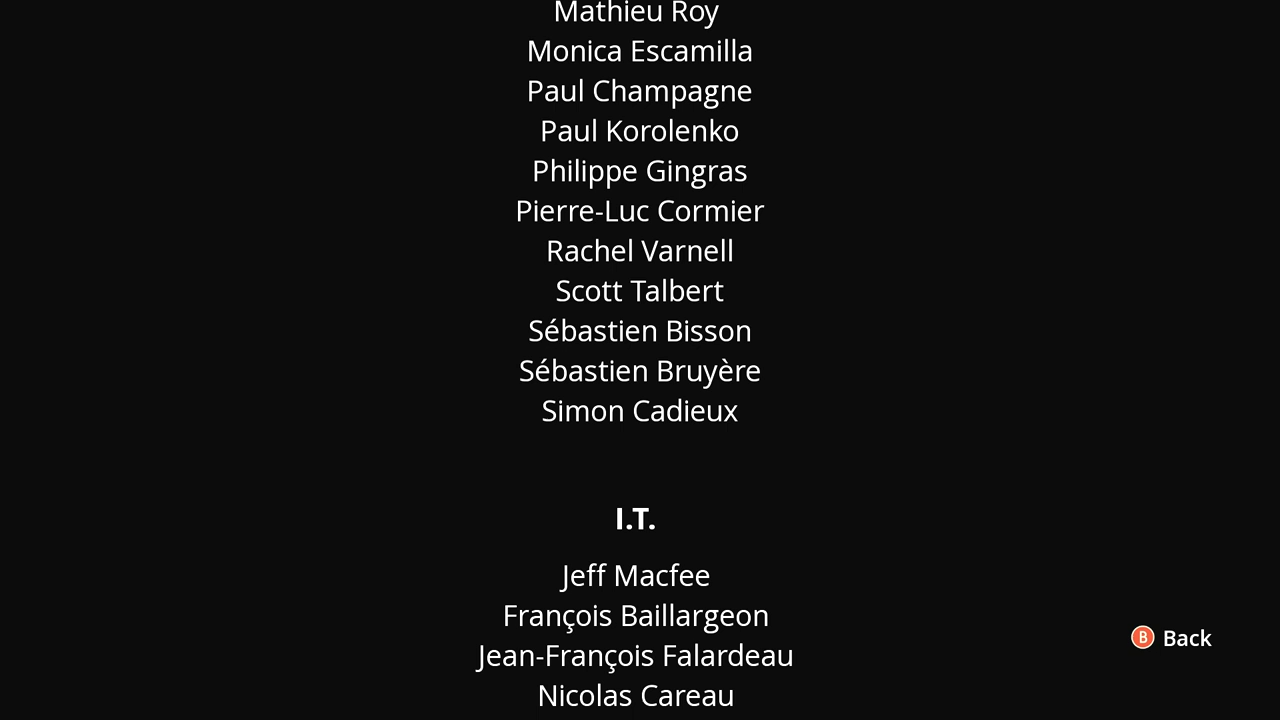 Mathieu Roy
Monica Escamilla
Paul Champagne
Paul Korolenko
Philippe Gingras
Pierre-Luc Cormier
Rachel Varnell
Scott Talbert
Sébastien Bisson
Sébastien Bruyère
Simon Cadieux
I.T.
Jeff Macfee
François Baillargeon
Jean-François Falardeau
Nicolas Careau
B Back